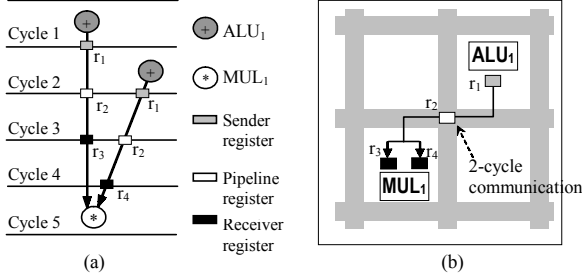 Cycle 1
Cycle 2
Cycle 3
Cycle 4
Cycle 5
+
r1
+
r2
r1
r3
r2
r4
*
(a)
+ ALU1
* MUL1
Sender
register
Pipeline
register
Receiver
register
ALU1
r1
r2
r3
r4
MUL1
2-cycle
communication
(b)